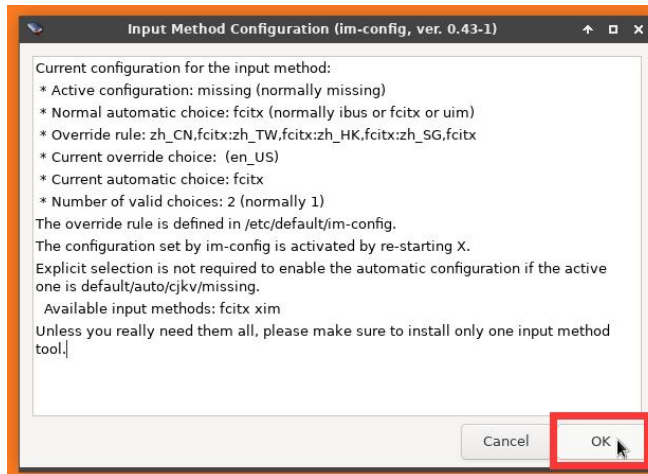 Input Method Configuration (im-config, ver. 0.43-1)
Current configuration for the input method:
* Active configuration: missing (normally missing)
* Normal automatic choice: fcitx (normally ibus or fcitx or uim)
* Override rule: zh_CN,fcitx:zh_TW,fcitx:zh_HK,fcitx:zh_SG,fcitx
* Current override choice:  (en_US)
* Current automatic choice: fcitx
* Number of valid choices: 2 (normally 1)
The override rule is defined in /etc/default/im-config.
The configuration set by im-config is activated by re-starting X.
Explicit selection is not required to enable the automatic configuration if the active
one is default/auto/cjkv/missing.
Available input methods: fcitx xim
Unless you really need them all, please make sure to install only one input method
tool.
Cancel OK